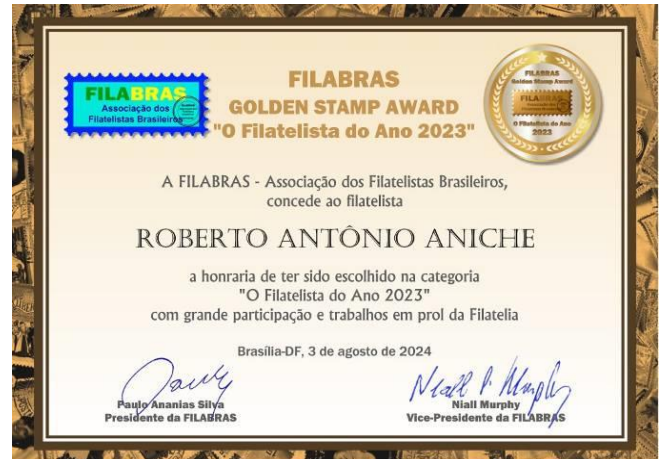 FILABRAS
Associação dos
Filatelistas Brasileiros
FILABRAS
GOLDEN STAMP AWARD
"O Filatelista do Ano 2023"
FILABRAS
Golden Stamp Award
FILABRAS
O Filatelista do Ano
2023
A FILABRAS - Associação dos Filatelistas Brasileiros,
concede ao filatelista
ROBERTO ANTÔNIO ANICHE
a honraria de ter sido escolhido na categoria
"O Filatelista do Ano 2023"
com grande participação e trabalhos em prol da Filatelia
Brasília-DF, 3 de agosto de 2024
Niall P. Murphy
Paulo Ananias Silva
Presidente da FILABRAS
Niall Murphy
Vice-Presidente da FILABRAS